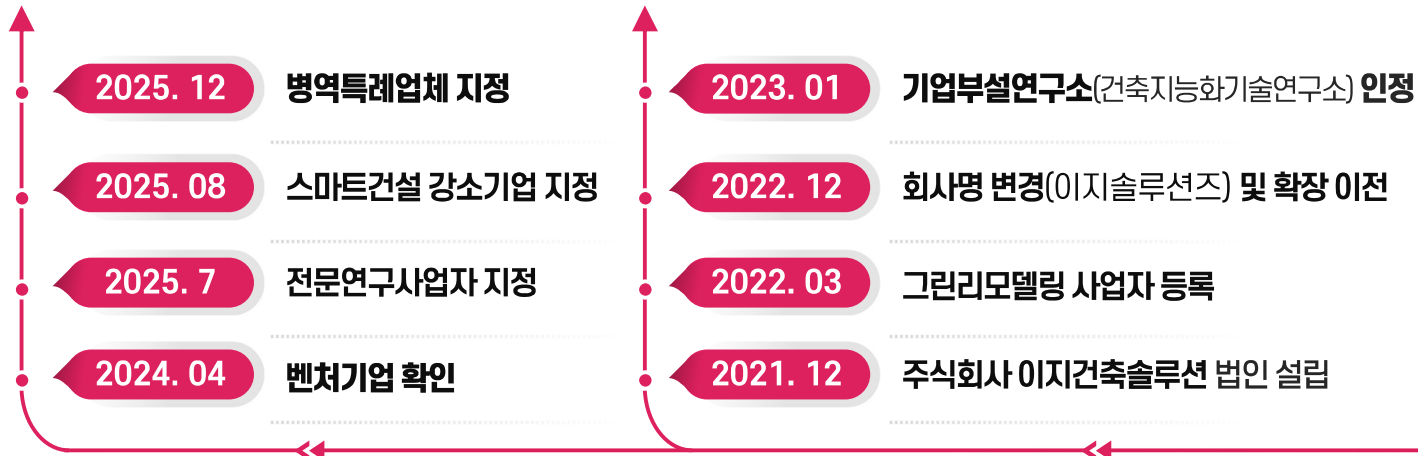 2025. 12 병역특례업체 지정
2025. 08 스마트건설 강소기업 지정
2025. 7 전문연구사업자 지정
2024. 04 벤처기업 확인
2023. 01 기업부설연구소(건축지능화기술연구소) 인정
2022. 12 회사명 변경(이지솔루션즈) 및 확장 이전
2022. 03 그린리모델링 사업자 등록
2021. 12 주식회사 이지건축솔루션 법인 설립